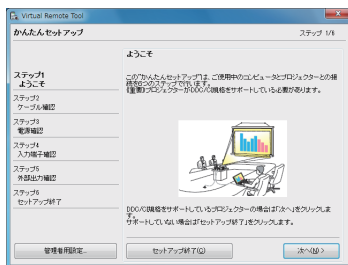 Virtual Remote Tool
かんたんセットアップ
ステップ 1/6
ようこそ
ステップ1
ようこそ
ステップ2
ケーブル確認
ステップ3
電源確認
ステップ4
入力端子確認
ステップ5
外部出力確認
ステップ6
セットアップ終了
この"かんたんセットアップ"は、ご使用中のコンピュータとプロジェクターとの接
続を6つのステップで行います。
【重要】プロジェクターがDDC/CI規格をサポートしている必要があります。
DDC/CI規格をサポートしているプロジェクターの場合は「次へ」をクリックしま
す。
サポートしていない場合は「セットアップ終了」をクリックします。
管理者用設定...
セットアップ終了(C)
次へ(N) >